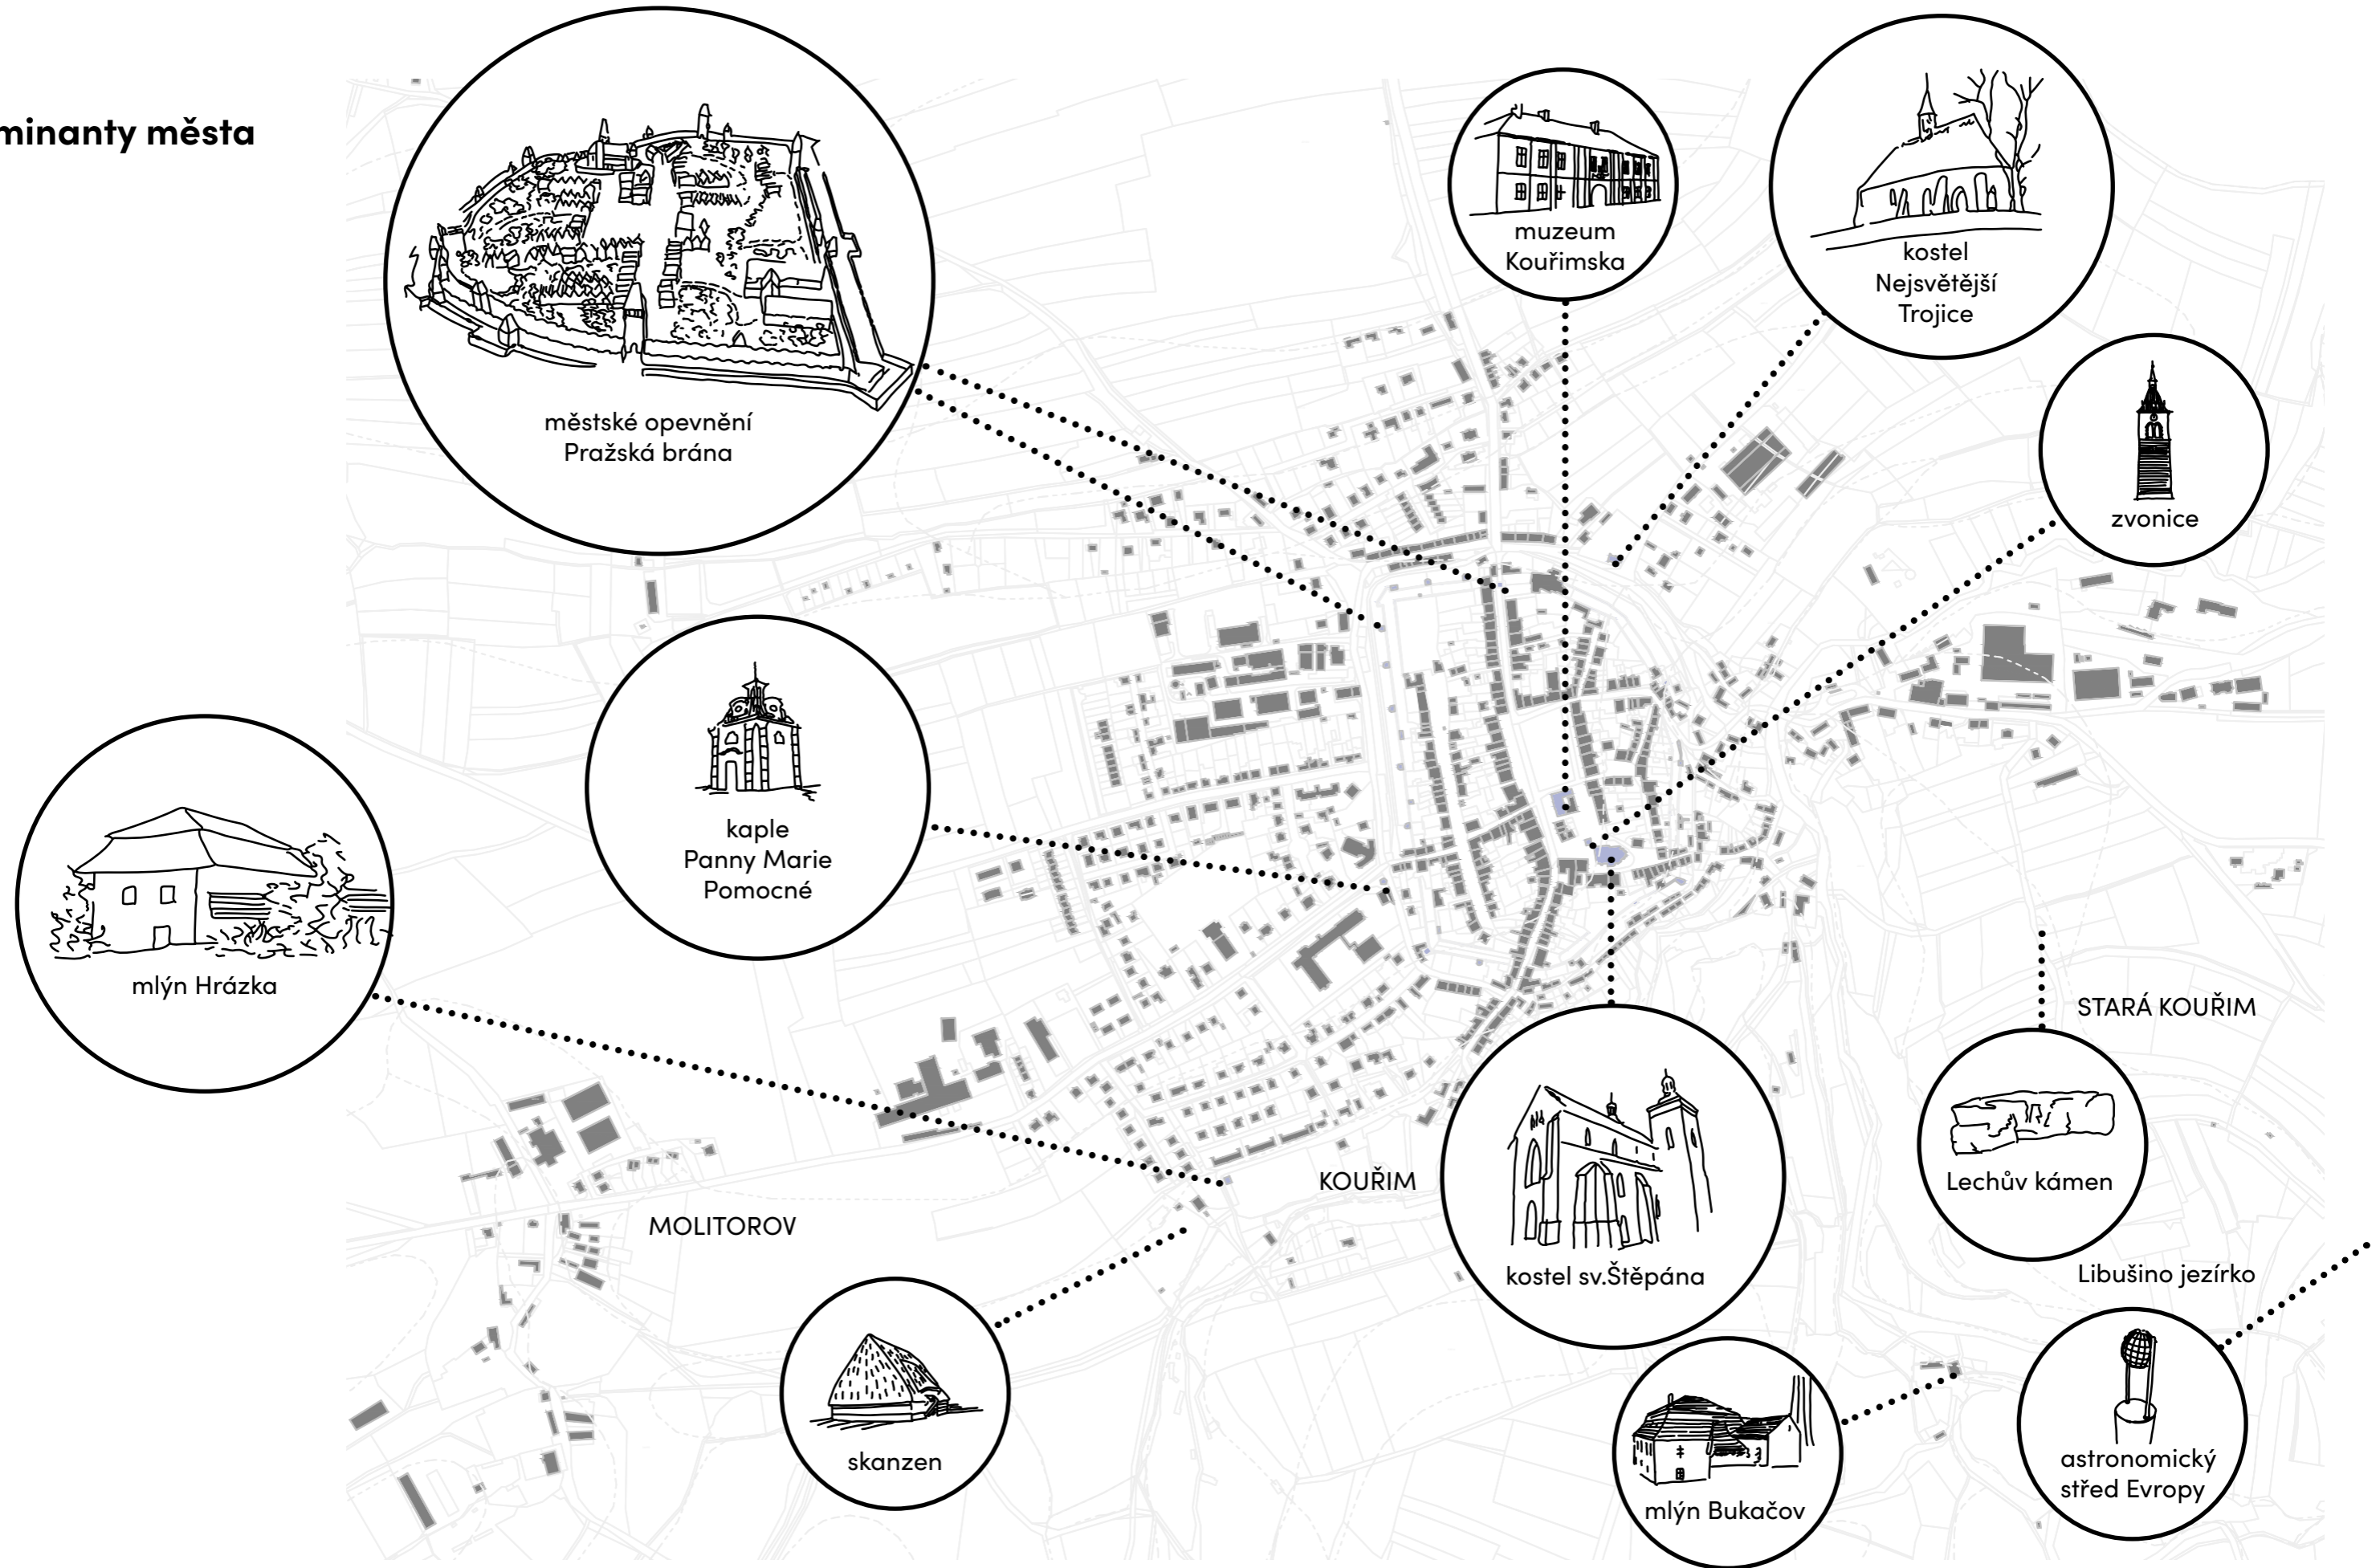 minanty města
městské opevnění
Pražská brána
muzeum
Kouřimska
kostel
Nejsvětější
Trojice
zvonice
kaple
Panny Marie
Pomocné
mlýn Hrázka
STARÁ KOUŘIM
KOUŘIM
Lechův kámen
MOLITOROV
kostel sv.Štěpána
Libušino jezírko
skanzen
astronomický
střed Evropy
mlýn Bukačov